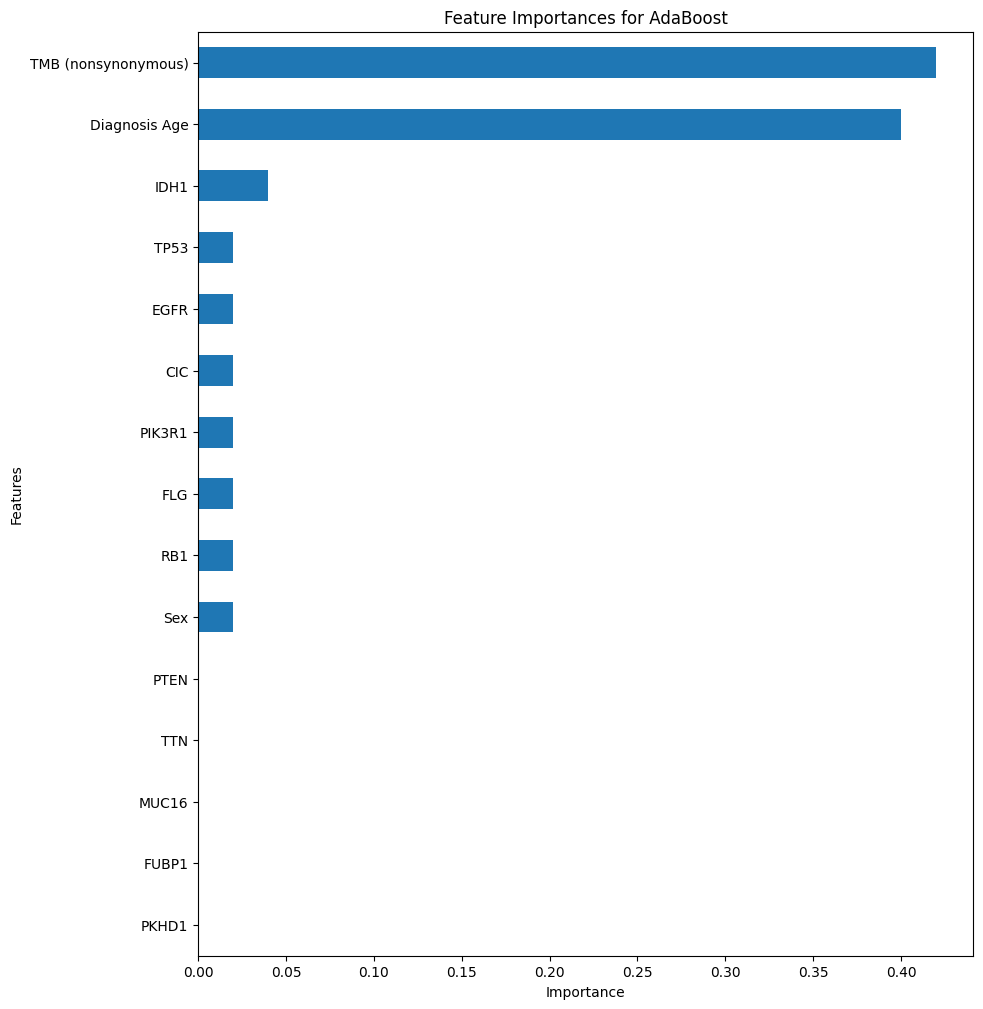 Feature Importances for AdaBoost
TMB (nonsynonymous)
Diagnosis Age
IDH1
TP53
EGFR
CIC
PIK3R1
FLG
RB1
Sex
PTEN
TTN
MUC16
FUBP1
PKHD1
Features
0.00 0.05 0.10 0.15 0.20 0.25 0.30 0.35 0.40
Importance